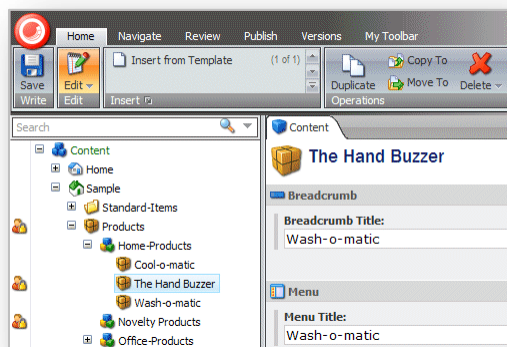 Home Navigate Review Publish Versions My Toolbar
Save
Write
Edit
Edit
Insert from Template (1 of 1)
Insert
Duplicate
Copy To
Move To
Delete
Operations
Search
Content
Home
Sample
Standard-Items
Products
Home-Products
Cool-o-matic
The Hand Buzzer
Wash-o-matic
Novelty Products
Office-Products
Content
The Hand Buzzer
Breadcrumb
Breadcrumb Title:
Wash-o-matic
Menu
Menu Title:
Wash-o-matic